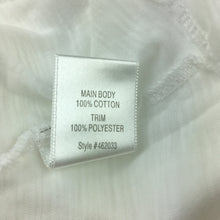 MAIN BODY
100% COTTON
TRIM
100% POLYESTER
Style #462033